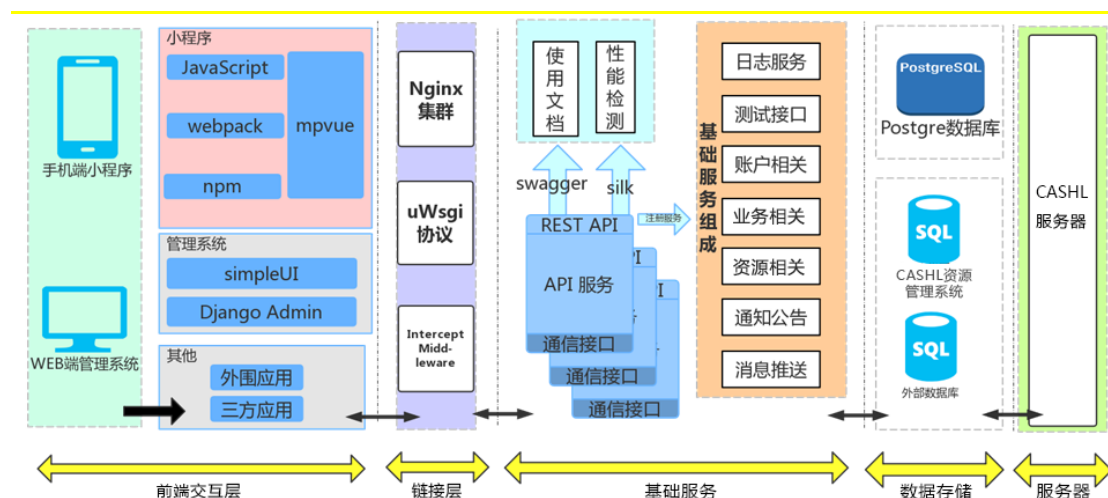 手机端小程序
WEB端管理系统
小程序
JavaScript
webpack
npm
mpvue
管理系统
simpleUI
Django Admin
其他
外围应用
三方应用
Nginx
集群
uWsgi
协议
Intercept
Midd-
leware
使用文档
性能检测
swagger
silk
注册服务
REST API
API 服务
通信接口
通信接口
通信接口
基础服务组成
日志服务
测试接口
账户相关
业务相关
资源相关
通知公告
消息推送
PostgreSQL
Postgre数据库
SQL
CASHL资源
管理系统
SQL
外部数据库
CASHL
服务器
前端交互层
链接层
基础服务
数据存储
服务器